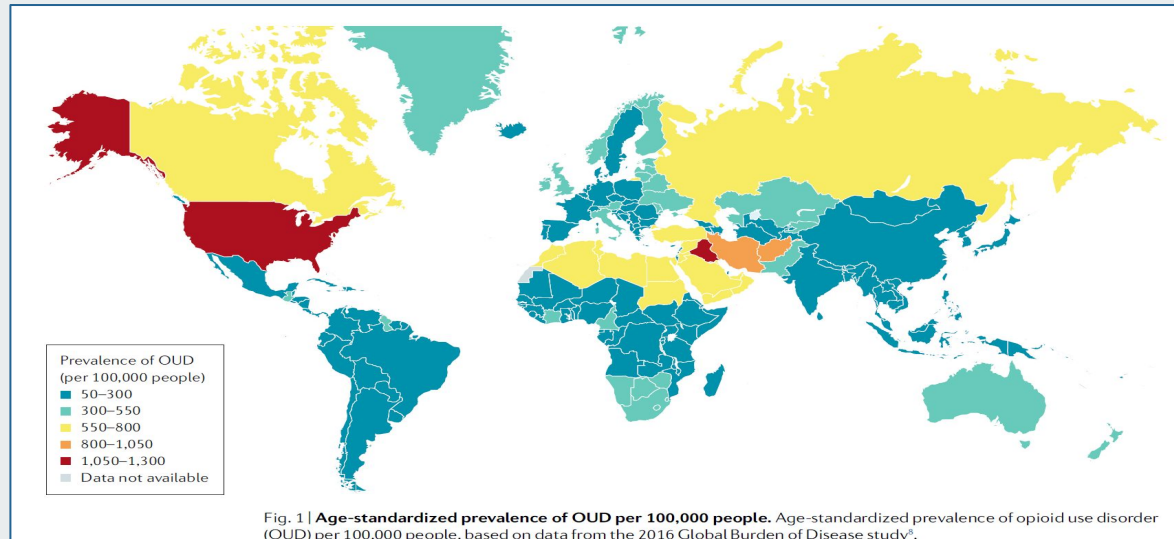 Prevalence of OUD
(per 100,000 people)
50–300
300–550
550–800
800–1,050
1,050–1,300
Data not available
Fig. 1 | Age-standardized prevalence of OUD per 100,000 people. Age-standardized prevalence of opioid use disorder
(OUD) per 100,000 people, based on data from the 2016 Global Burden of Disease study⁸.